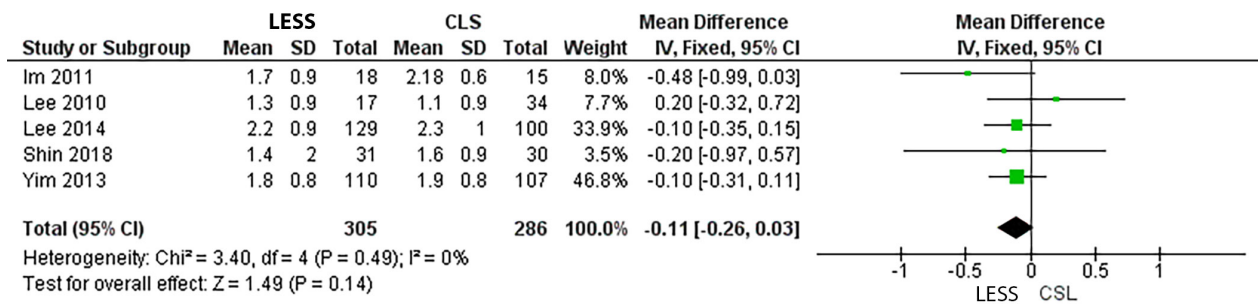 LESS CLS Mean Difference Mean Difference
Study or Subgroup Mean SD Total Mean SD Total Weight IV, Fixed, 95% CI IV, Fixed, 95% CI
Im 2011 1.7 0.9 18 2.18 0.6 15 8.0% -0.48 [-0.99, 0.03]
Lee 2010 1.3 0.9 17 1.1 0.9 34 7.7% 0.20 [-0.32, 0.72]
Lee 2014 2.2 0.9 129 2.3 1 100 33.9% -0.10 [-0.35, 0.15]
Shin 2018 1.4 2 31 1.6 0.9 30 3.5% -0.20 [-0.97, 0.57]
Yim 2013 1.8 0.8 110 1.9 0.8 107 46.8% -0.10 [-0.31, 0.11]
Total (95% CI) 305 286 100.0% -0.11 [-0.26, 0.03]
Heterogeneity: Chi² = 3.40, df = 4 (P = 0.49); I² = 0%
Test for overall effect: Z = 1.49 (P = 0.14)
-1 -0.5 0 0.5 1
LESS CSL